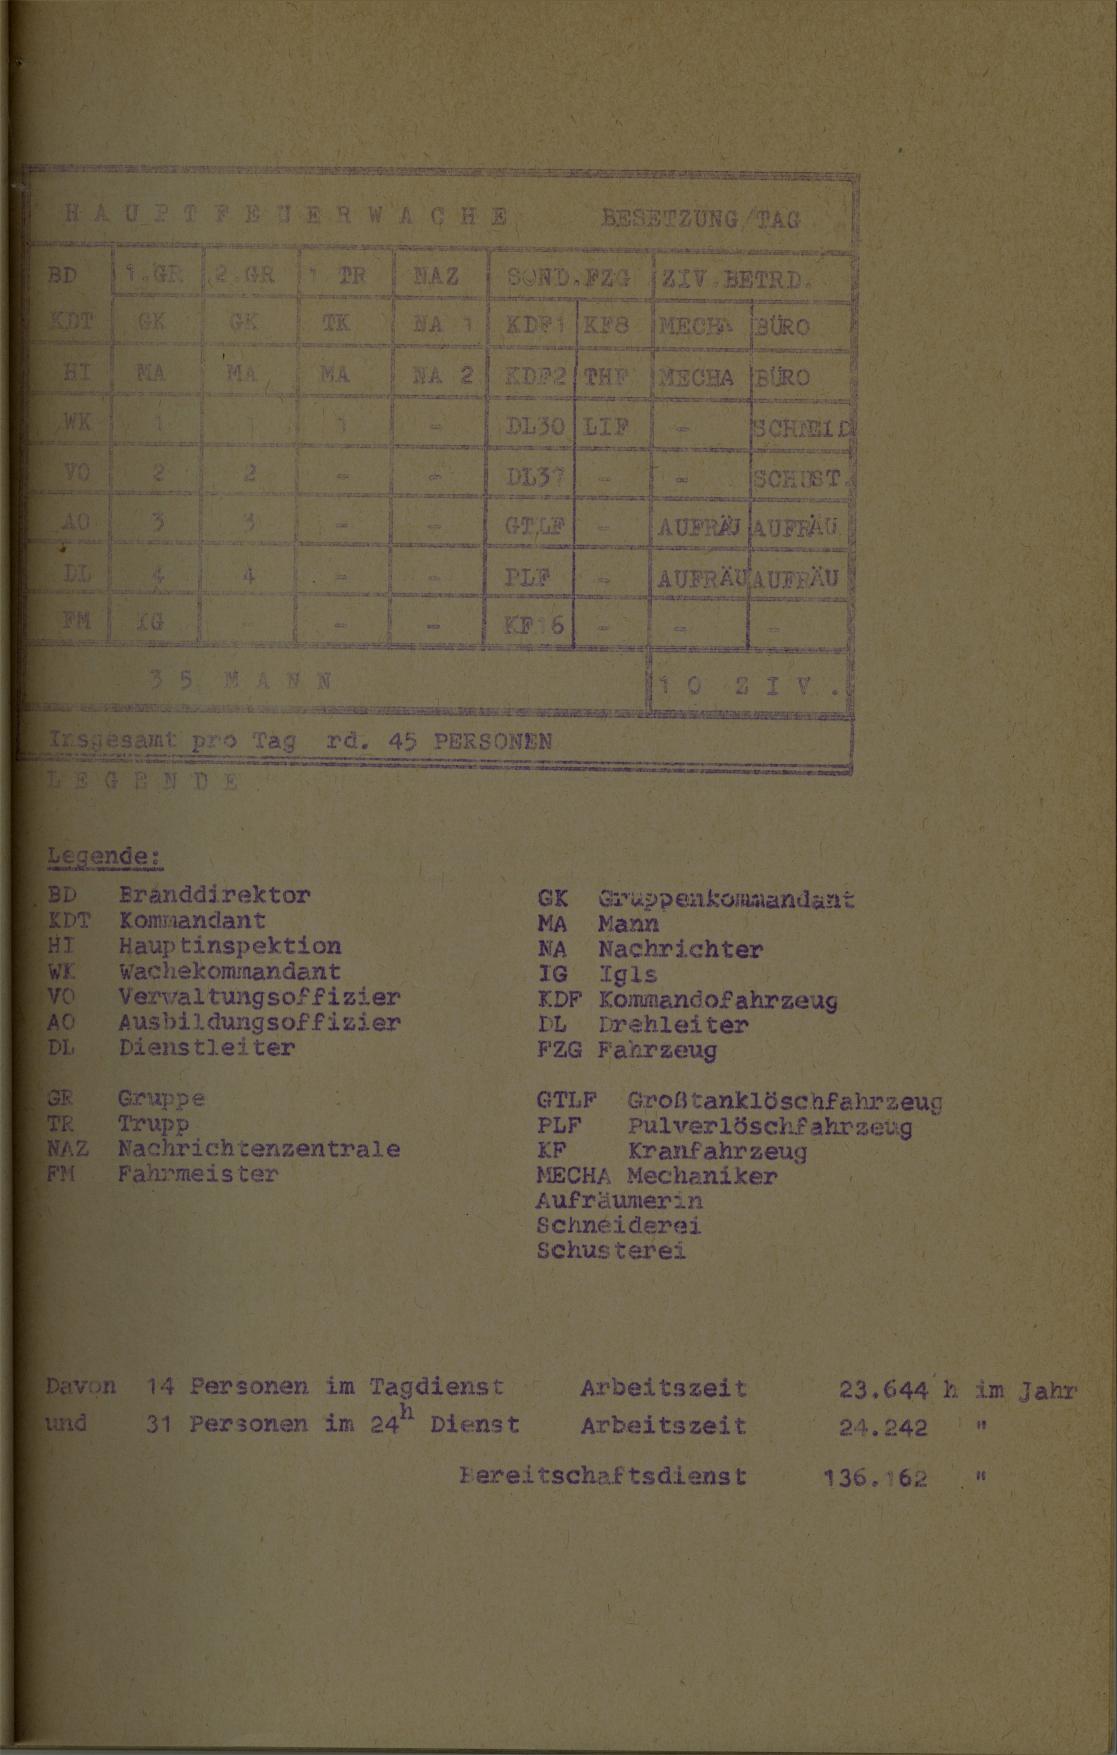 HAUPTFEUERWACHE BESETZUNG/TAG
BD 1.GR 2.GR 1 TR NAZ SOND.FZG ZIV.BETRD.
KDT GK GK TK NA 1 KDF1 KF8 MECHA BÜRO
HI MA MA MA NA 2 KDF2 THF MECHA BÜRO
WK 1 1 1 - DL30 LIF - SCHNEID
VO 2 2 - - DL37 - - SCHUST.
AO 3 3 - - GTLF - AUFRÄU AUFRÄU
DL 4 4 - - PLF - AUFRÄU AUFRÄU
FM IG - - - KF16 - - -
35 MANN 10 ZIV.
Insgesamt pro Tag rd. 45 PERSONEN
LEGENDE
Legende:
BD Branddirektor
KDT Kommandant
HI Hauptinspektion
WK Wachekommandant
VO Verwaltungsoffizier
AO Ausbildungsoffizier
DL Dienstleiter
GR Gruppe
TR Trupp
NAZ Nachrichtenzentrale
FM Fahrmeister
GK Gruppenkommandant
MA Mann
NA Nachrichter
IG Igls
KDF Kommandofahrzeug
DL Drehleiter
FZG Fahrzeug
GTLF Großtanklöschfahrzeug
PLF Pulverlöschfahrzeug
KF Kranfahrzeug
MECHA Mechaniker
Aufräumerin
Schneiderei
Schusterei
Davon 14 Personen im Tagdienst Arbeitszeit 23.644 h im Jahr
und 31 Personen im 24h Dienst Arbeitszeit 24.242 "
Bereitschaftsdienst 136.162 "